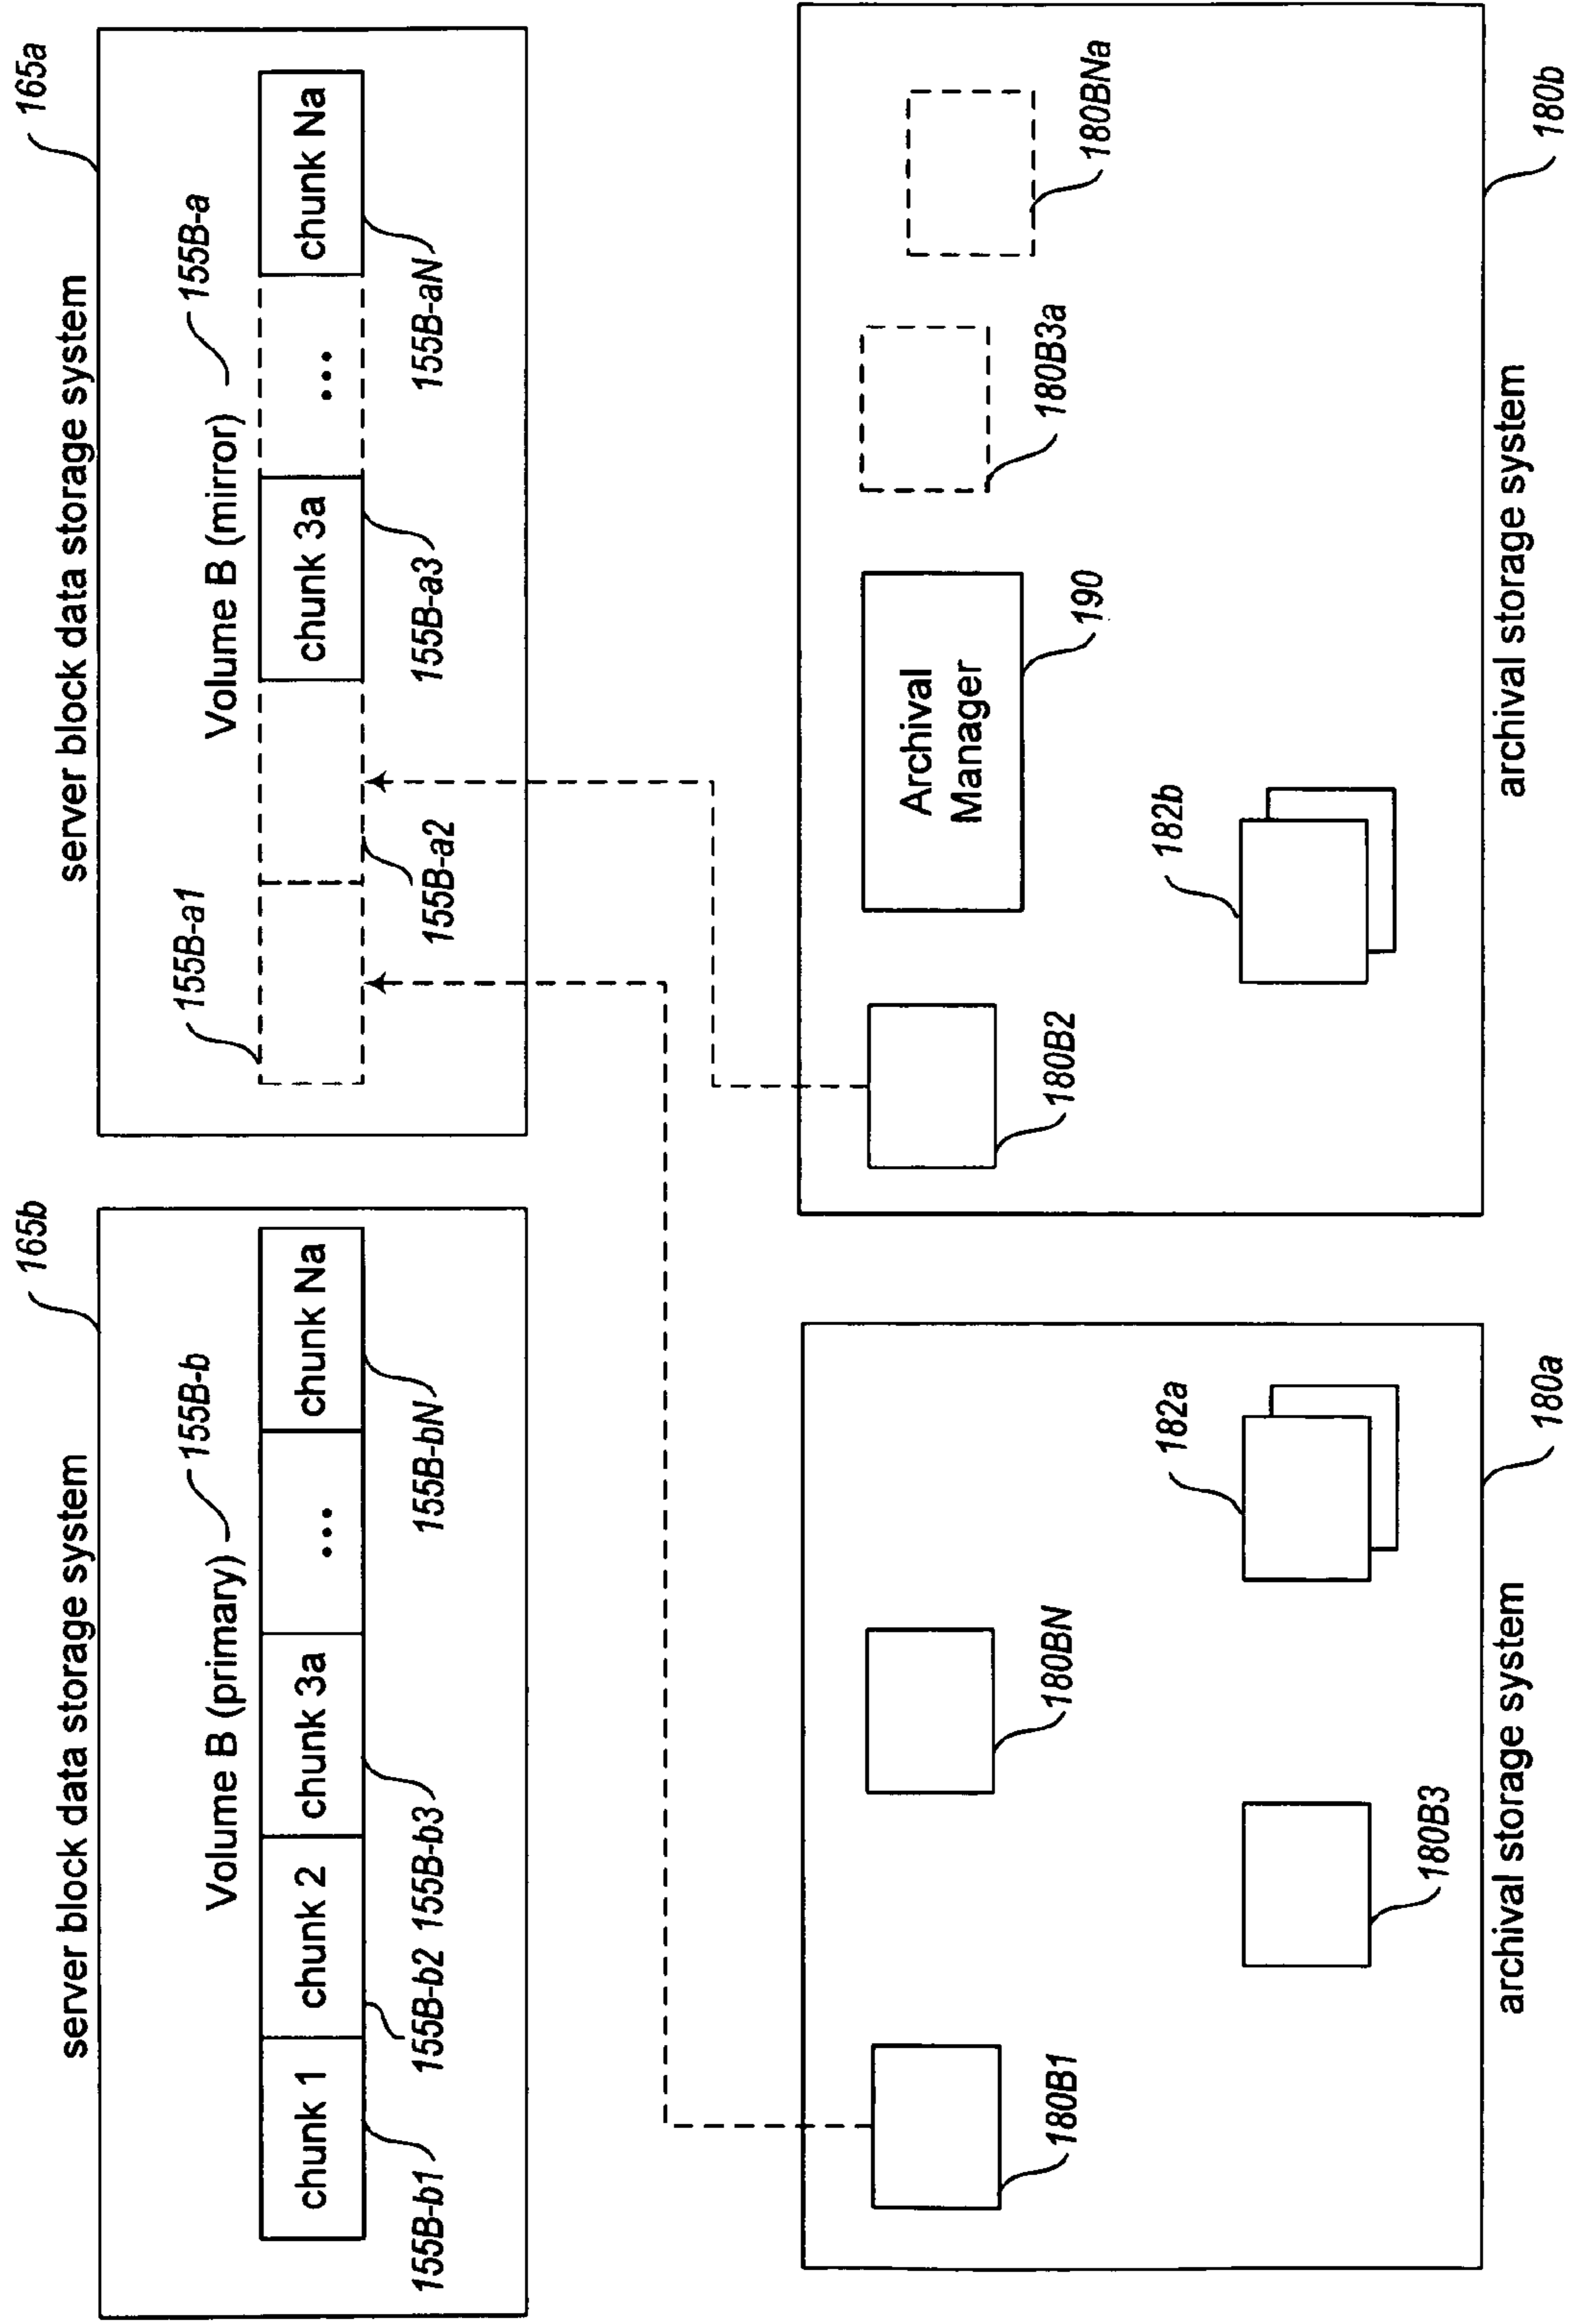 server block data storage system
165b
Volume B (primary)
155B-b
chunk 1
chunk 2
chunk 3a
...
chunk Na
155B-b1
155B-b2
155B-b3
155B-bN
server block data storage system
165a
155B-a1
Volume B (mirror)
155B-a
chunk 3a
...
chunk Na
155B-a2
155B-a3
155B-aN
180B1
180BN
180B3
182a
archival storage system
180a
180B2
Archival
Manager
190
180B3a
180BNa
182b
archival storage system
180b